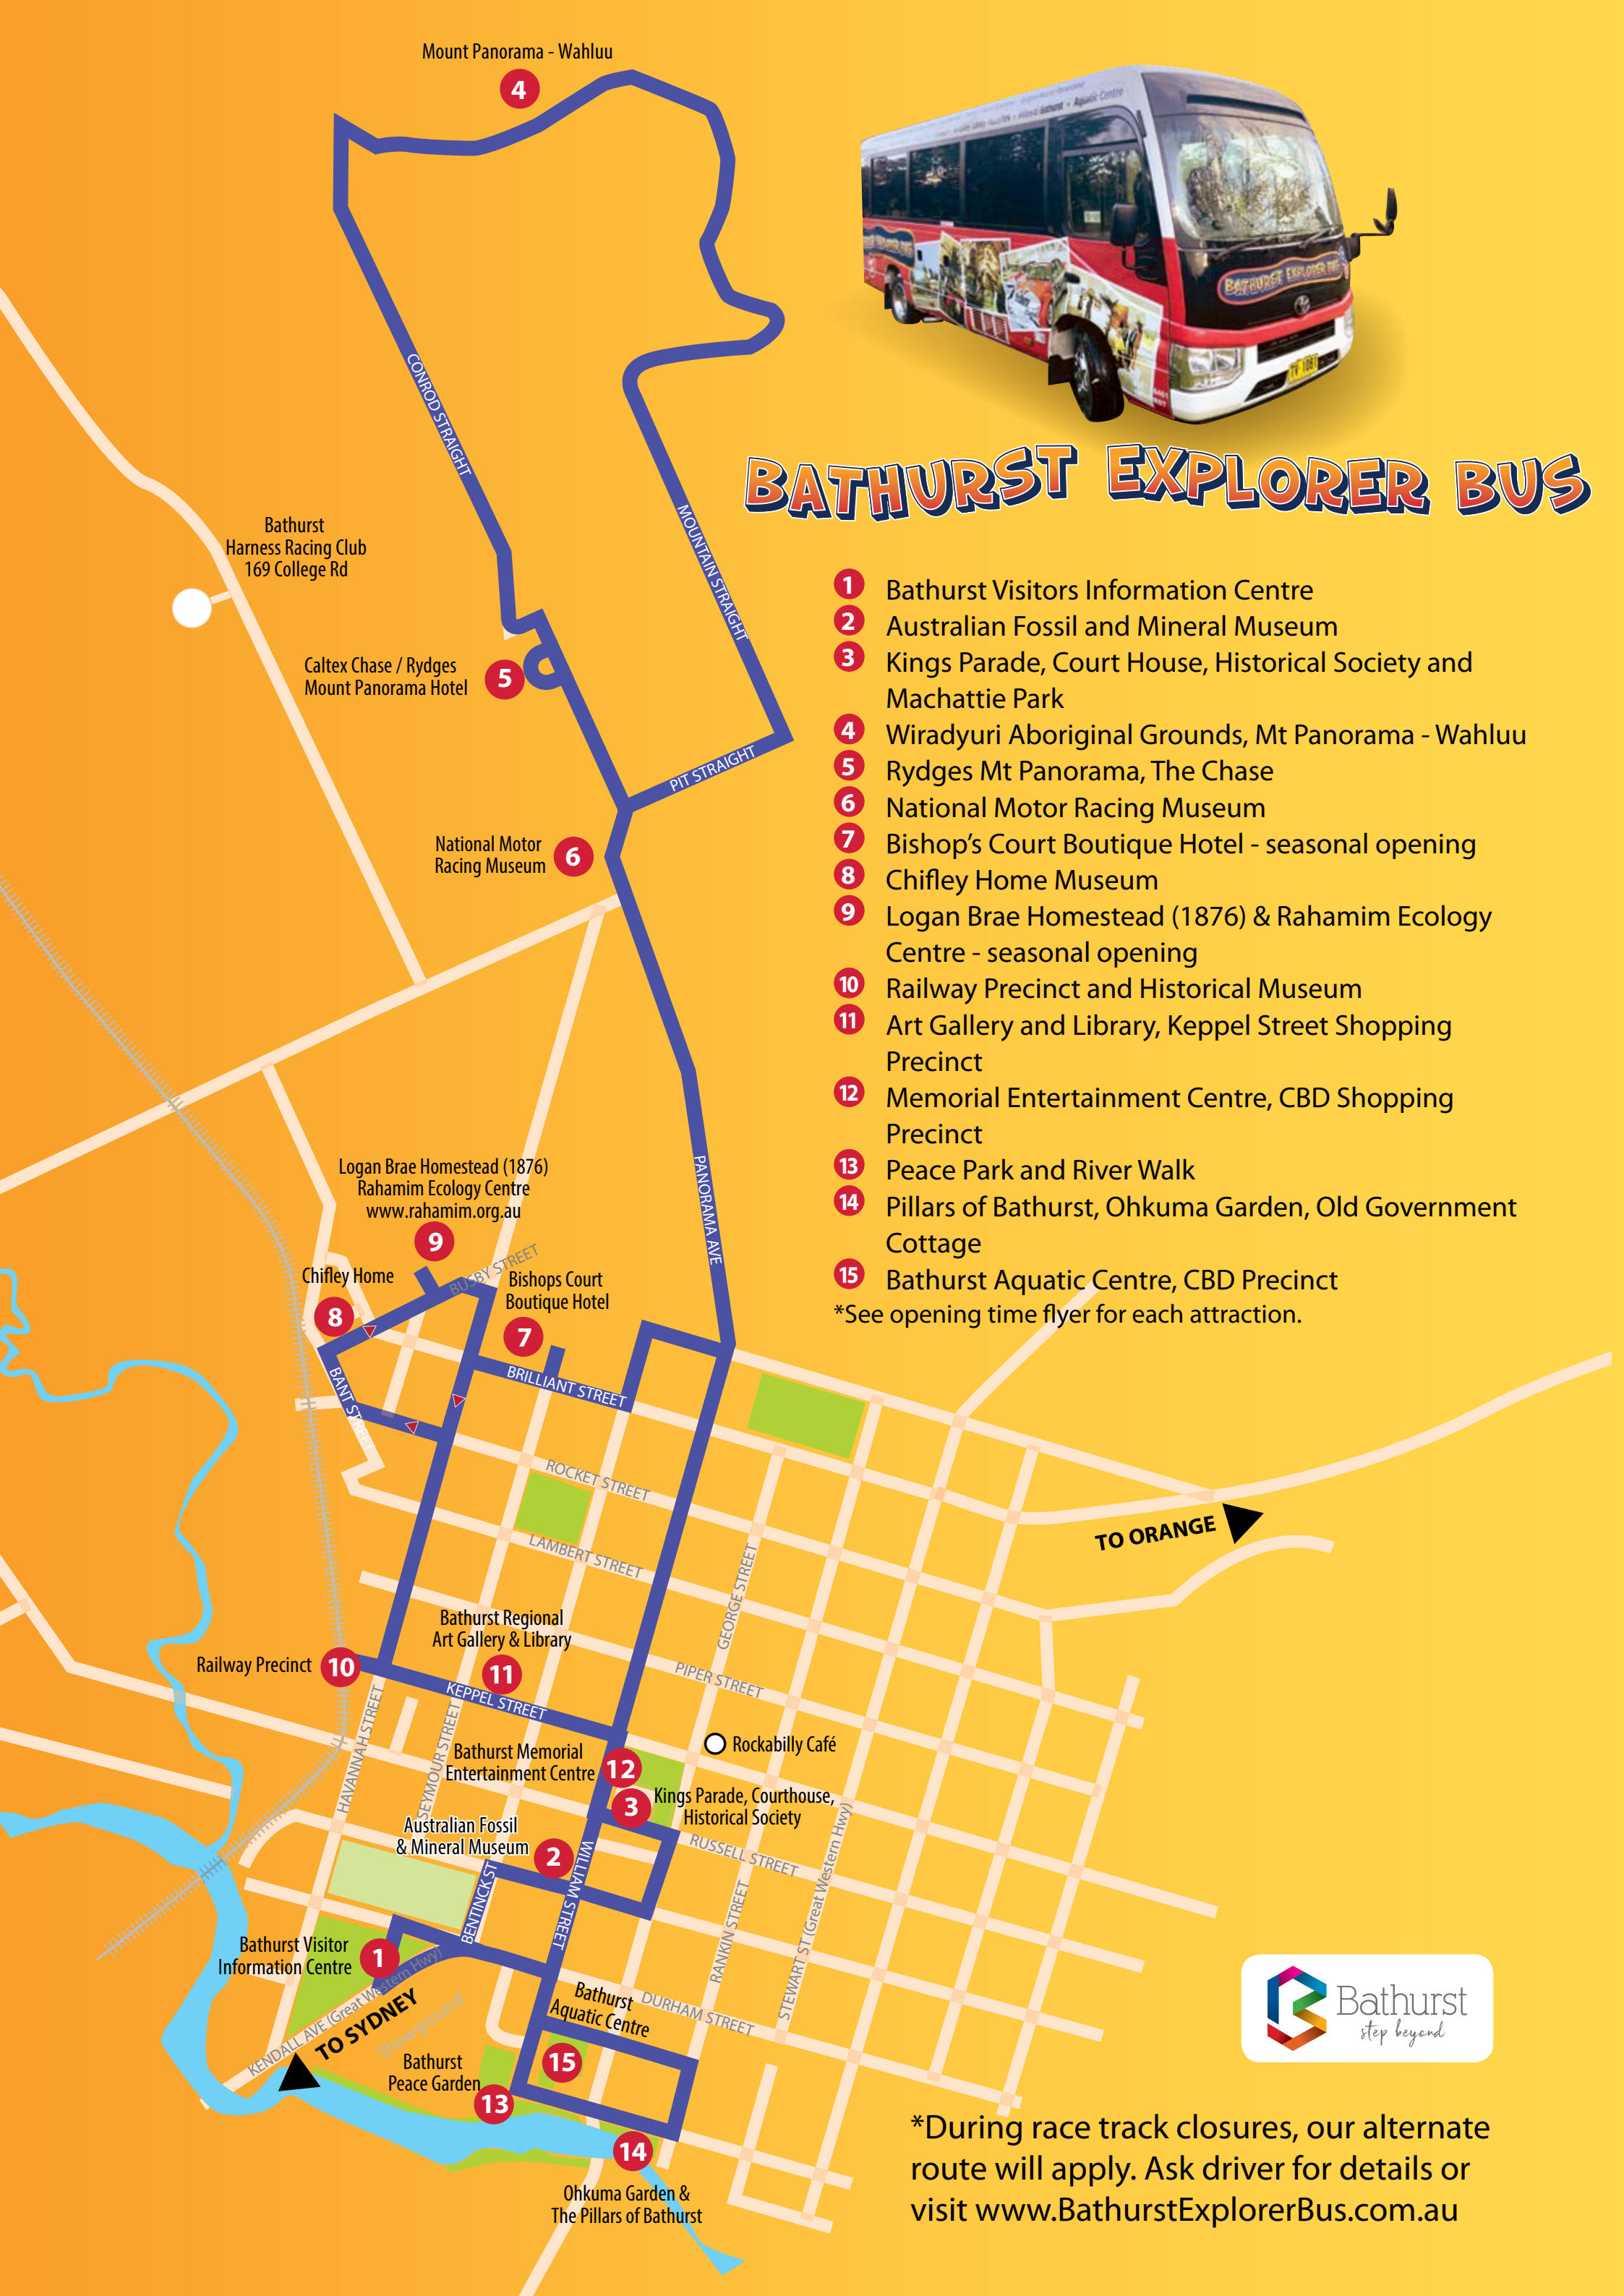 Mount Panorama - Wahluu
4
CONROD STRAIGHT
MOUNTAIN STRAIGHT
PIT STRAIGHT
Bathurst
Harness Racing Club
169 College Rd
Caltex Chase / Rydges
Mount Panorama Hotel
5
National Motor
Racing Museum
6
BATHURST EXPLORER BUS
BATHURST EXPLORER BUS
1 Bathurst Visitors Information Centre
2 Australian Fossil and Mineral Museum
3 Kings Parade, Court House, Historical Society and
Machattie Park
4 Wiradyuri Aboriginal Grounds, Mt Panorama - Wahluu
5 Rydges Mt Panorama, The Chase
6 National Motor Racing Museum
7 Bishop’s Court Boutique Hotel - seasonal opening
8 Chifley Home Museum
9 Logan Brae Homestead (1876) & Rahamim Ecology
Centre - seasonal opening
10 Railway Precinct and Historical Museum
11 Art Gallery and Library, Keppel Street Shopping
Precinct
12 Memorial Entertainment Centre, CBD Shopping
Precinct
13 Peace Park and River Walk
14 Pillars of Bathurst, Ohkuma Garden, Old Government
Cottage
15 Bathurst Aquatic Centre, CBD Precinct
*See opening time flyer for each attraction.
PANORAMA AVE
Logan Brae Homestead (1876)
Rahamim Ecology Centre
www.rahamim.org.au
9
BUSBY STREET
Chifley Home
8
Bishops Court
Boutique Hotel
7
BRILLIANT STREET
BANT STREET
ROCKET STREET
LAMBERT STREET
TO ORANGE
GEORGE STREET
Bathurst Regional
Art Gallery & Library
11
Railway Precinct
10
KEPPEL STREET
PIPER STREET
HAVANNAH STREET
SEYMOUR STREET
Rockabilly Café
Bathurst Memorial
Entertainment Centre
12
Kings Parade, Courthouse,
Historical Society
3
Australian Fossil
& Mineral Museum
2
RUSSELL STREET
WILLIAM STREET
BENTINCK ST
RANKIN STREET
STEWART ST (Great Western Hwy)
Bathurst Visitor
Information Centre
1
KENDALL AVE (Great Western Hwy)
TO SYDNEY
Showground
Bathurst
Aquatic Centre
15
DURHAM STREET
Bathurst
Peace Garden
13
14
Ohkuma Garden &
The Pillars of Bathurst
Bathurst
step beyond
*During race track closures, our alternate
route will apply. Ask driver for details or
visit www.BathurstExplorerBus.com.au